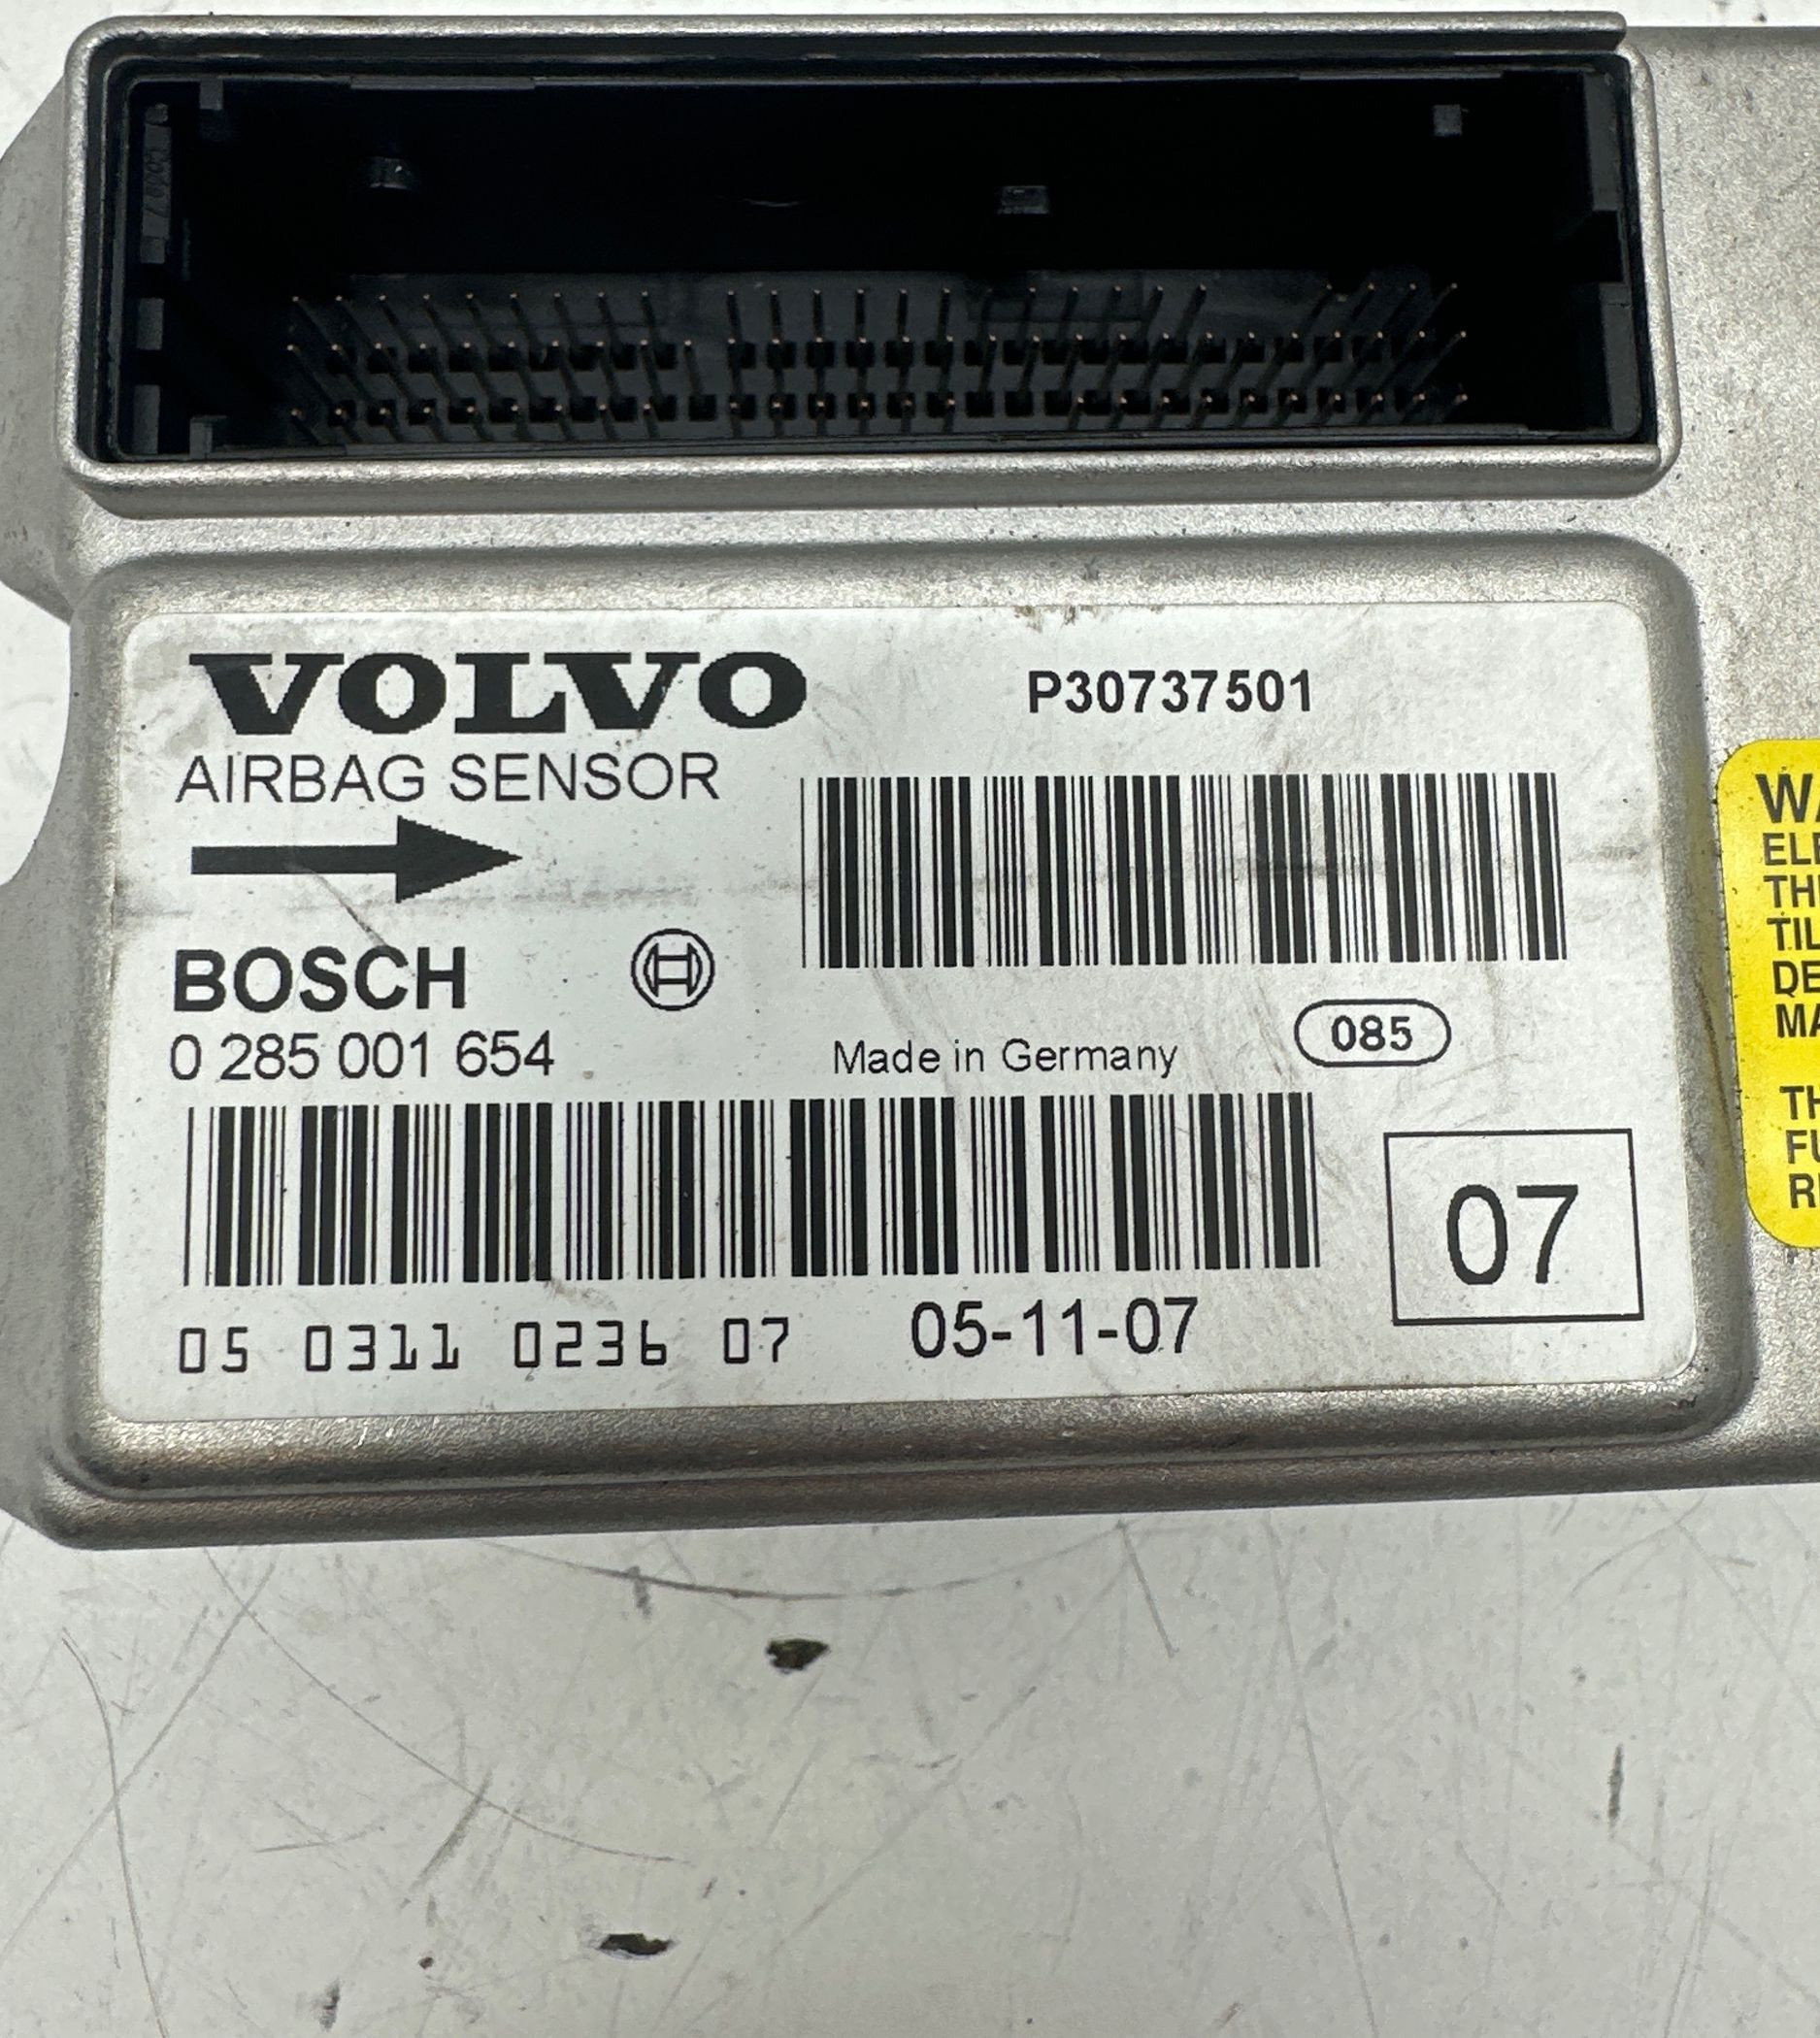 VOLVO
P30737501
AIRBAG SENSOR
BOSCH
0 285 001 654
Made in Germany
085
05 0311 0236 07
05-11-07
07
TH